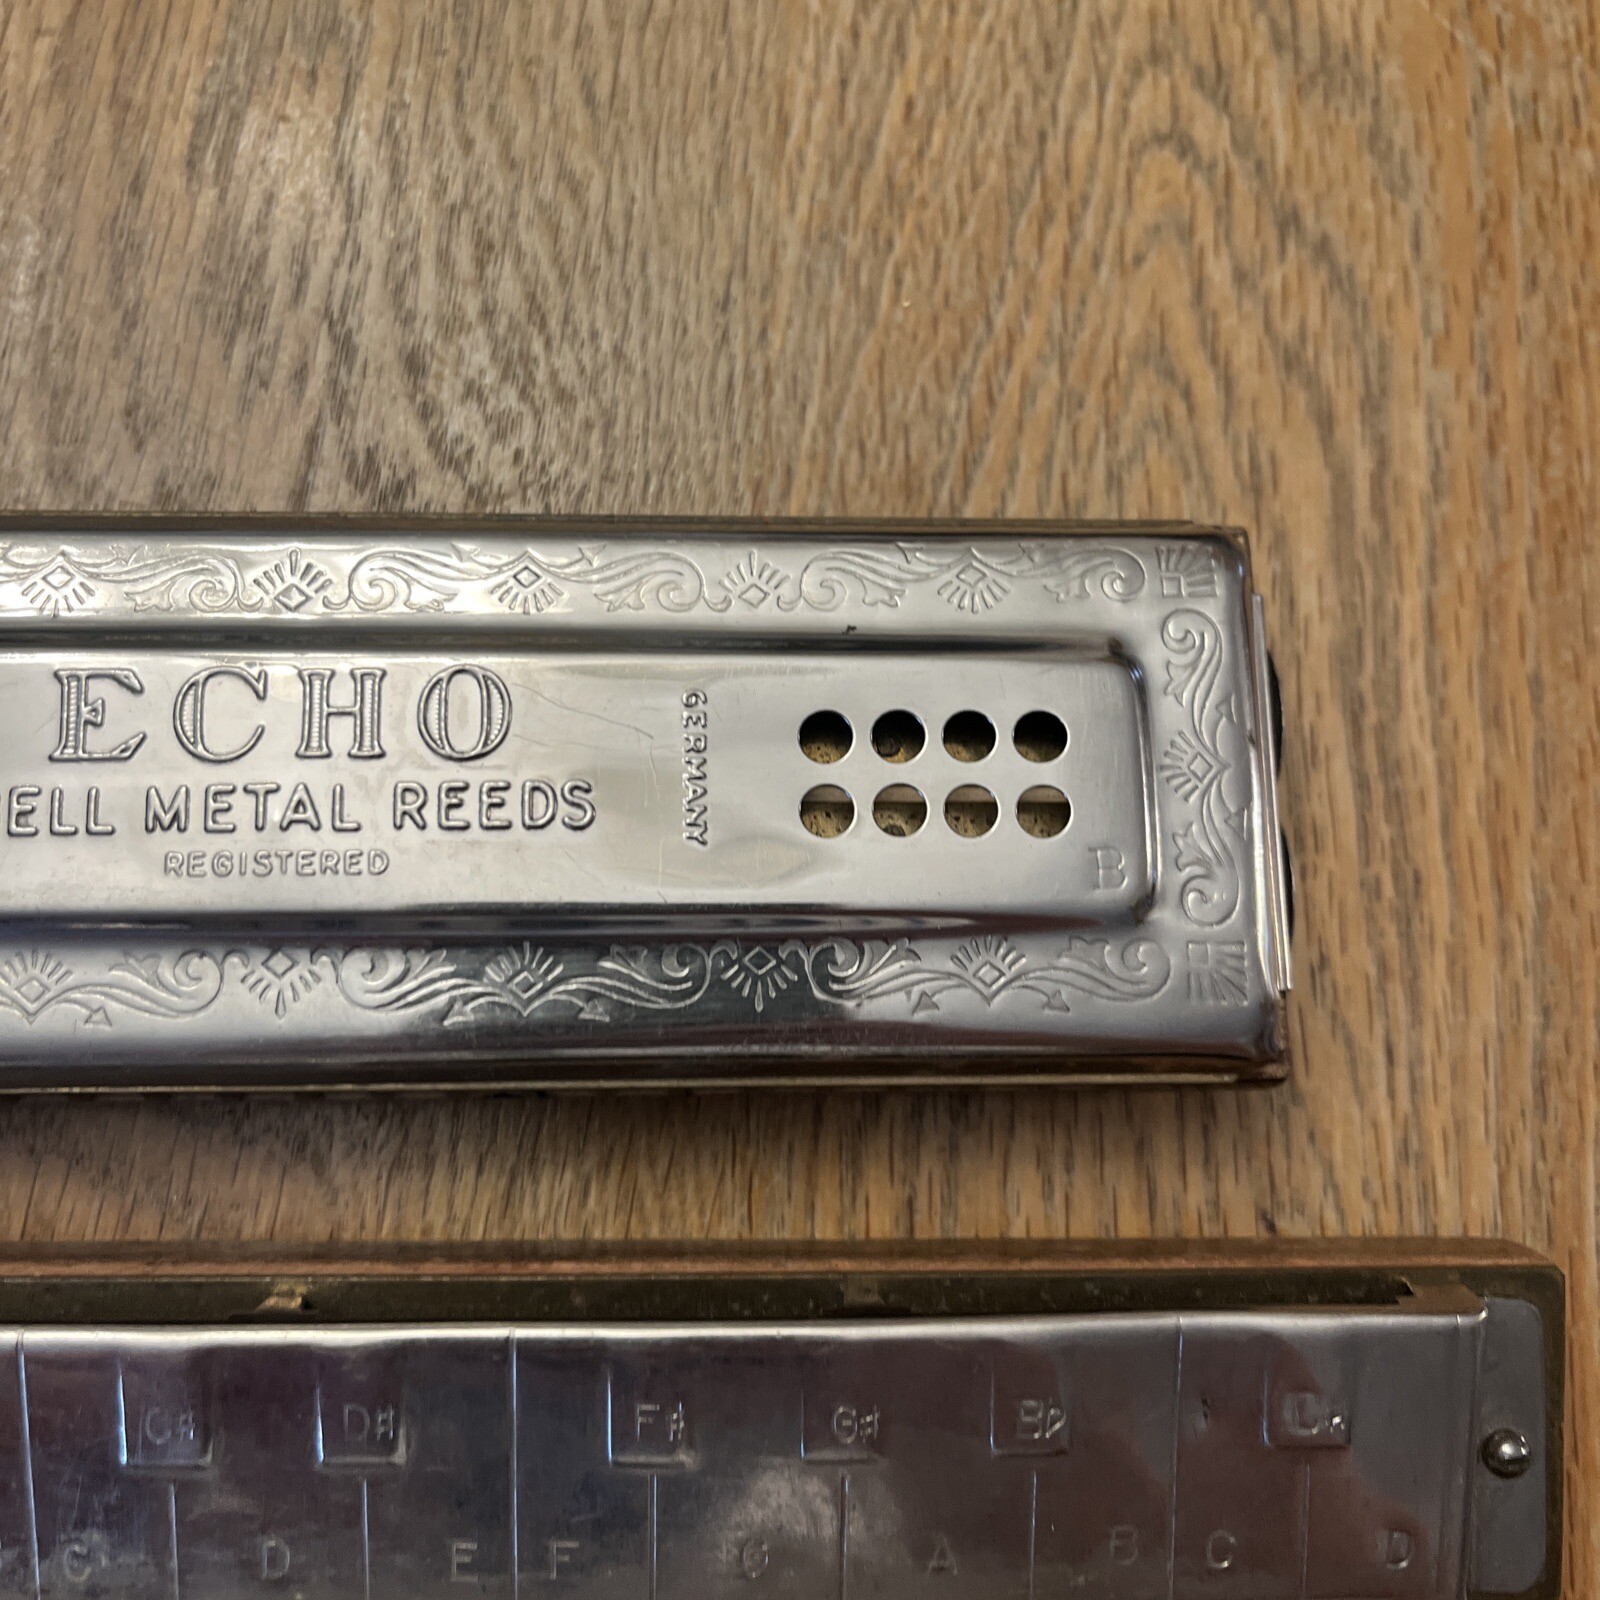 ECHO
ELL METAL REEDS
REGISTERED
GERMANY
B
C# D# F# G# B♭
C D E F G A B C D